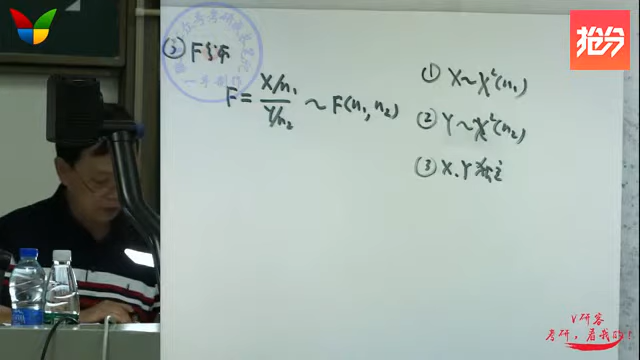 ③ F分布
F = (X/n₁)/(Y/n₂) ~ F(n₁, n₂)
① X~χ²(n₁)
② Y~χ²(n₂)
③ X.Y独立
抢分
V研客
考研，看我的！